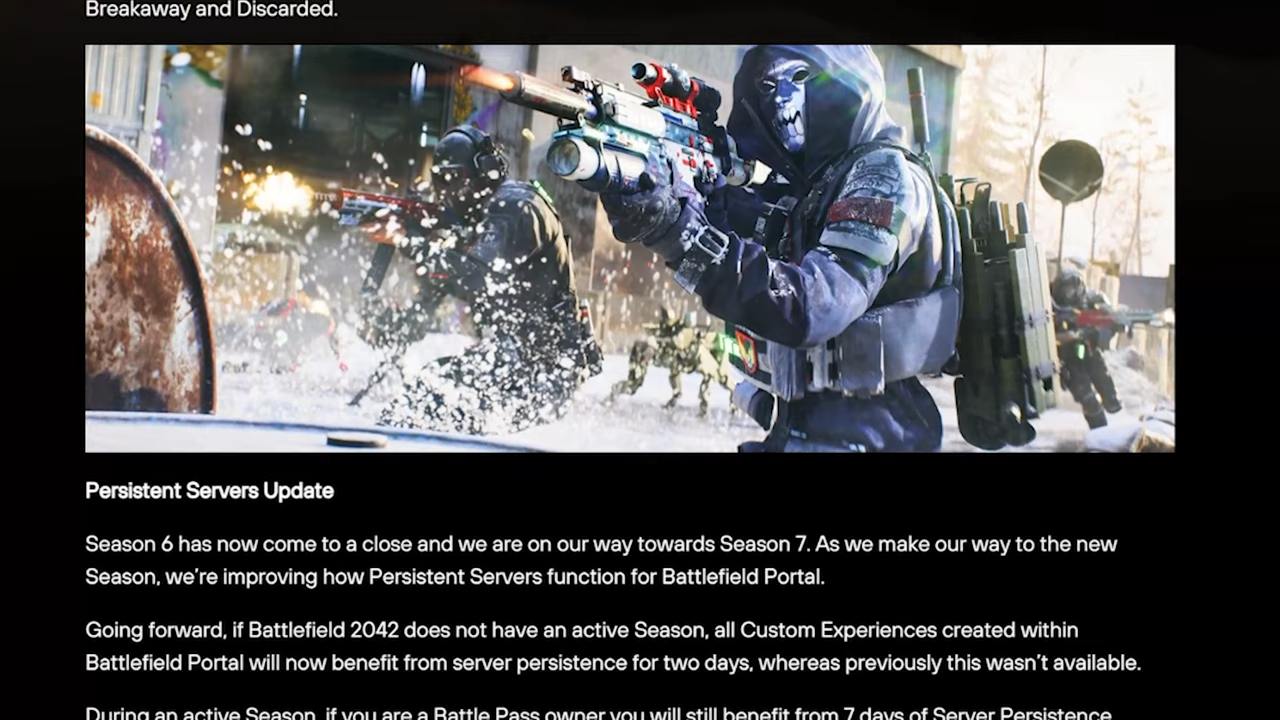 Breakaway and Discarded.
Persistent Servers Update
Season 6 has now come to a close and we are on our way towards Season 7. As we make our way to the new
Season, we're improving how Persistent Servers function for Battlefield Portal.
Going forward, if Battlefield 2042 does not have an active Season, all Custom Experiences created within
Battlefield Portal will now benefit from server persistence for two days, whereas previously this wasn't available.
During an active Season, if you are a Battle Pass owner you will still benefit from 7 days of Server Persistence